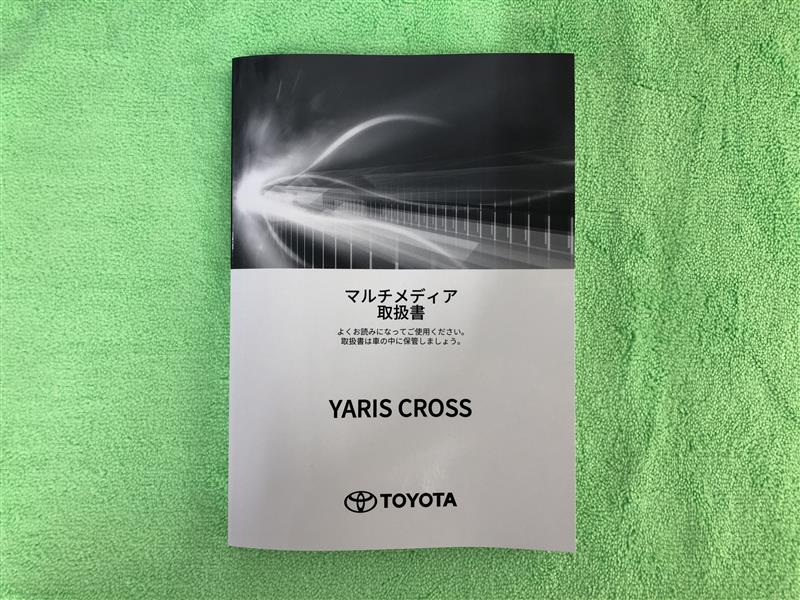 マルチメディア
取扱書
よくお読みになってご使用ください。
取扱書は車の中に保管しましょう。
YARIS CROSS
TOYOTA